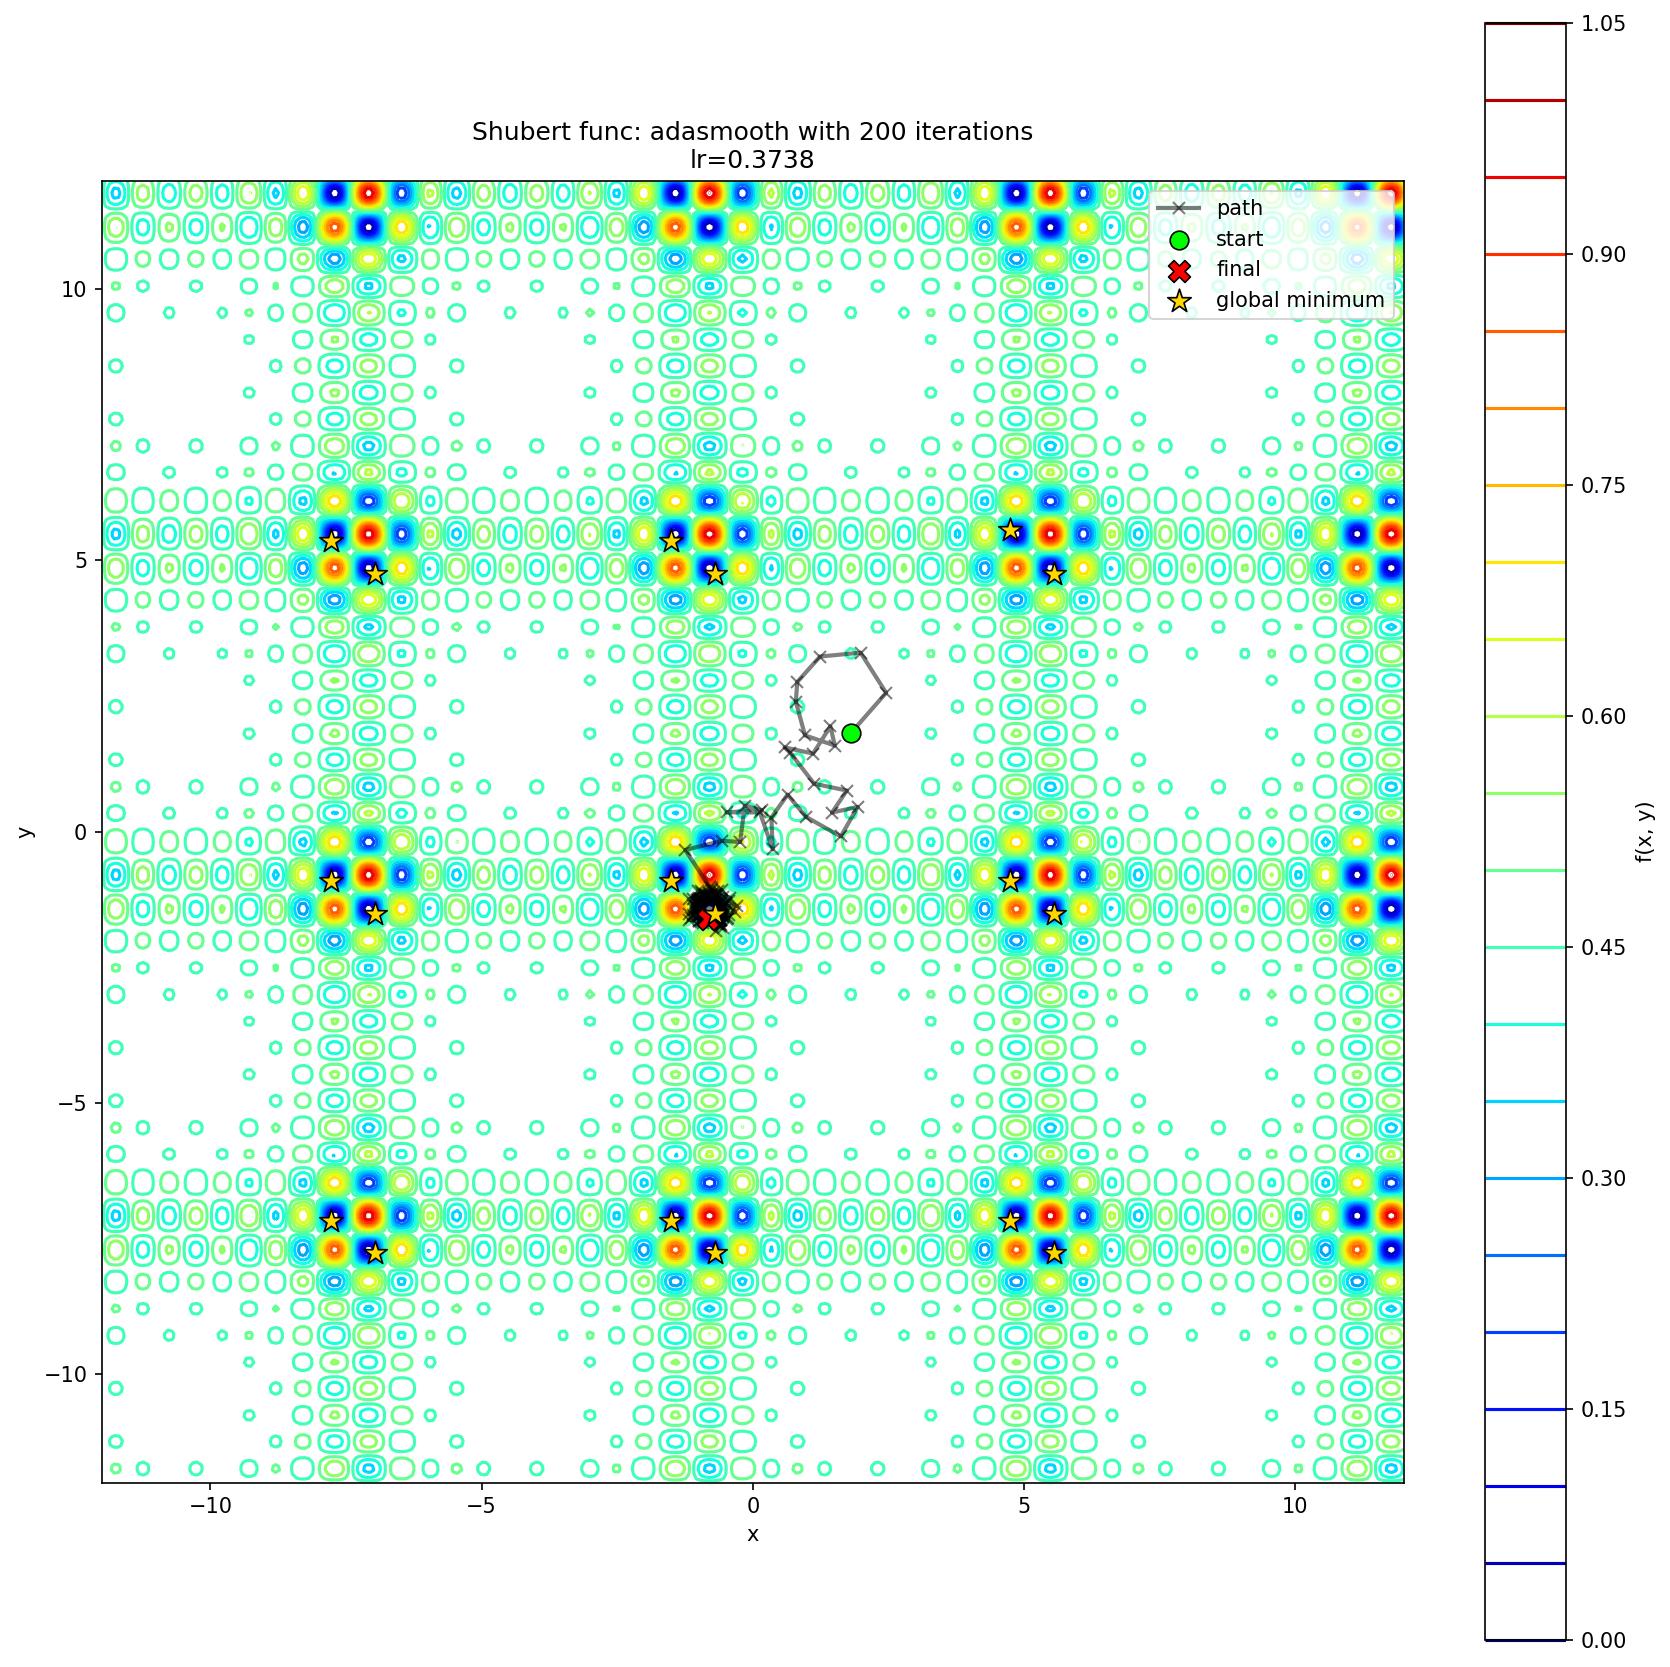 Shubert func: adasmooth with 200 iterations
lr=0.3738
path
start
final
global minimum
10
5
0
−5
−10
y
−10
−5
0
5
10
x
1.05
0.90
0.75
0.60
0.45
0.30
0.15
0.00
f(x, y)